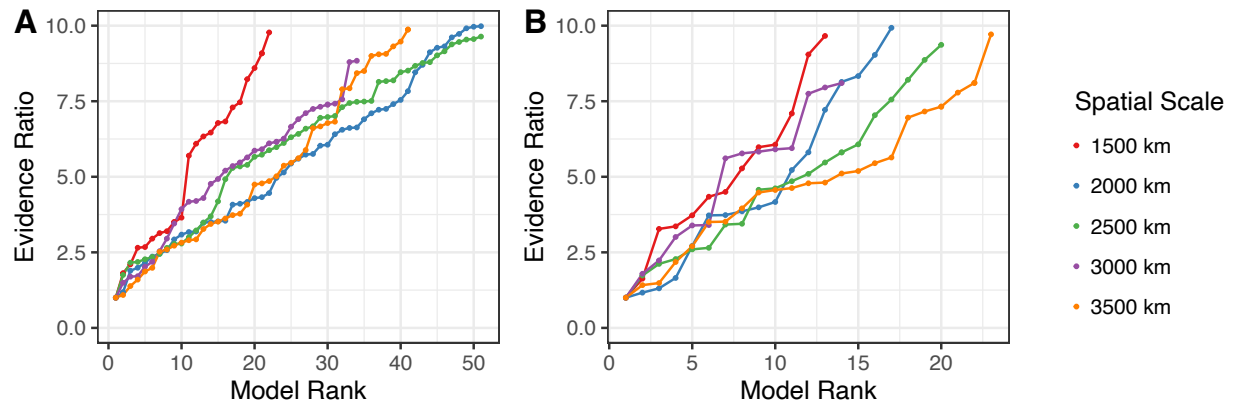 A
B
10.0
7.5
5.0
2.5
0.0
Evidence Ratio
0 10 20 30 40 50
Model Rank
10.0
7.5
5.0
2.5
0.0
Evidence Ratio
0 5 10 15 20
Model Rank
Spatial Scale
1500 km
2000 km
2500 km
3000 km
3500 km